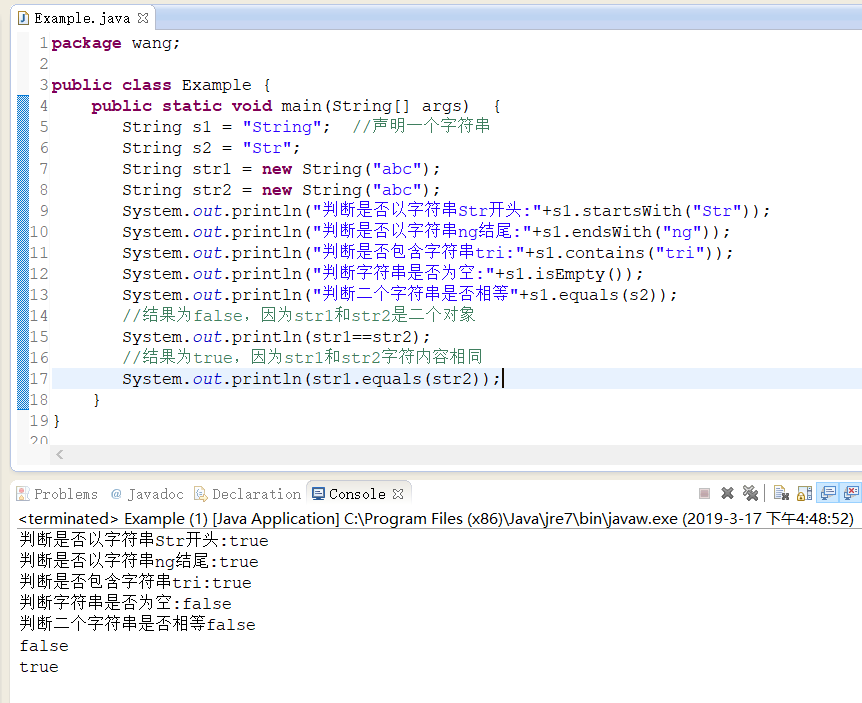 Example.java
1 package wang;
2
3 public class Example {
4     public static void main(String[] args)  {
5        String s1 = "String";  //声明一个字符串
6        String s2 = "Str";
7        String str1 = new String("abc");
8        String str2 = new String("abc");
9        System.out.println("判断是否以字符串Str开头:"+s1.startsWith("Str"));
10        System.out.println("判断是否以字符串ng结尾:"+s1.endsWith("ng"));
11        System.out.println("判断是否包含字符串tri:"+s1.contains("tri"));
12        System.out.println("判断字符串是否为空:"+s1.isEmpty());
13        System.out.println("判断二个字符串是否相等"+s1.equals(s2));
14        //结果为false，因为str1和str2是二个对象
15        System.out.println(str1==str2);
16        //结果为true，因为str1和str2字符内容相同
17        System.out.println(str1.equals(str2));
18     }
19 }
20
Problems @ Javadoc Declaration Console
<terminated> Example (1) [Java Application] C:\Program Files (x86)\Java\jre7\bin\javaw.exe (2019-3-17 下午4:48:52)
判断是否以字符串Str开头:true
判断是否以字符串ng结尾:true
判断是否包含字符串tri:true
判断字符串是否为空:false
判断二个字符串是否相等false
false
true